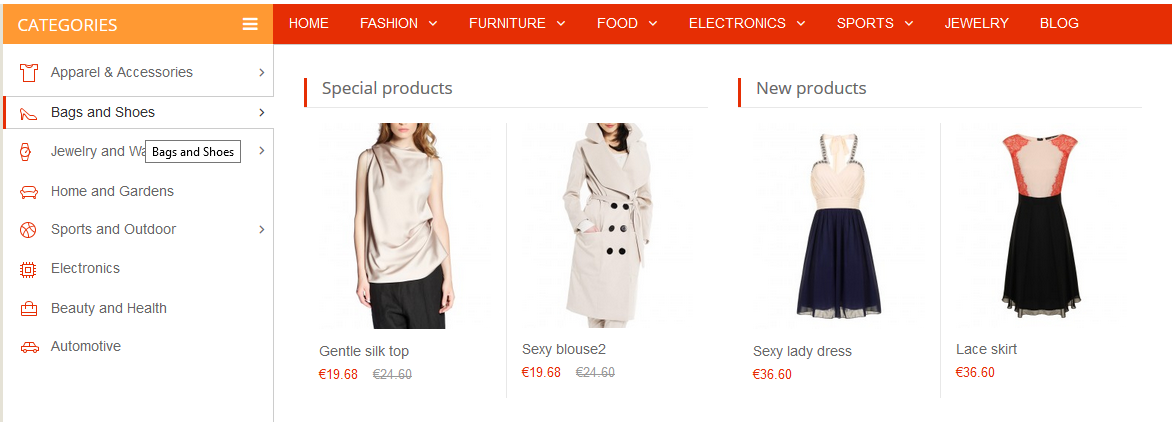 CATEGORIES
HOME FASHION FURNITURE FOOD ELECTRONICS SPORTS JEWELRY BLOG
Apparel & Accessories
Bags and Shoes
Jewelry and Wa
Bags and Shoes
Home and Gardens
Sports and Outdoor
Electronics
Beauty and Health
Automotive
Special products
Gentle silk top
€19.68 €24.60
Sexy blouse2
€19.68 €24.60
New products
Sexy lady dress
€36.60
Lace skirt
€36.60